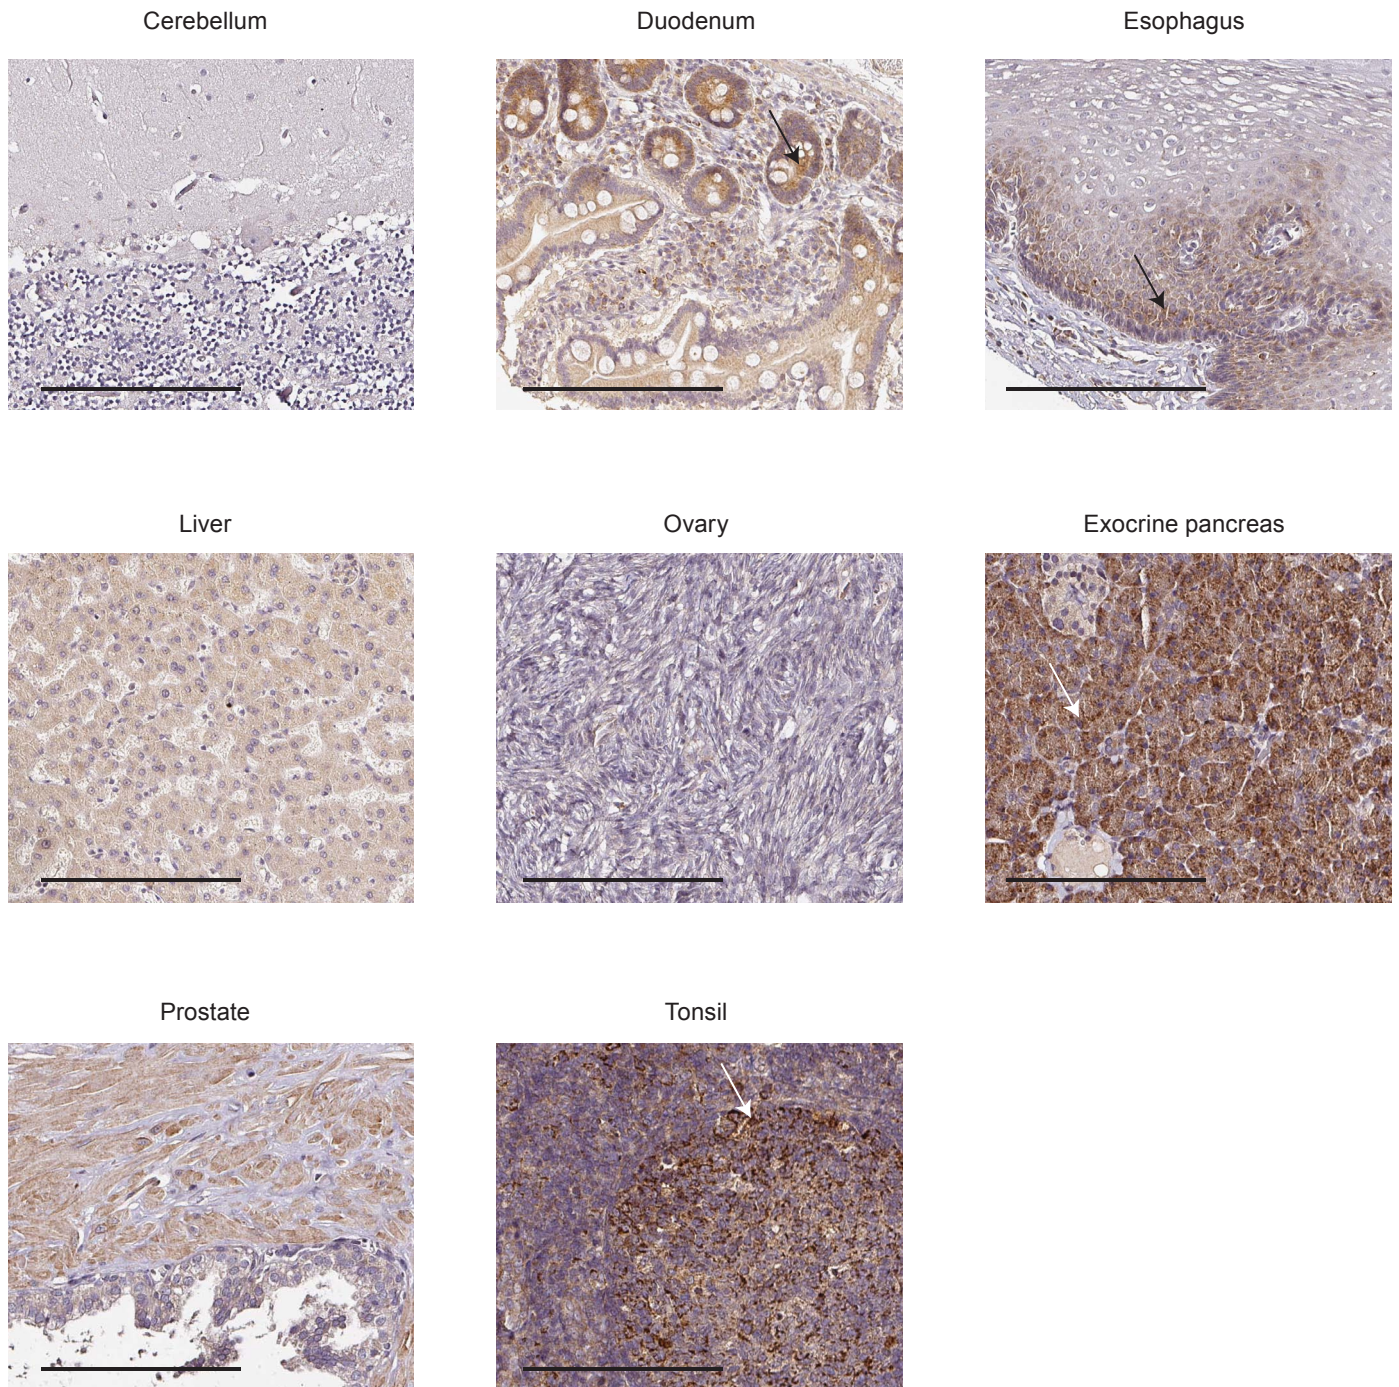 Cerebellum
Duodenum
Esophagus
Liver
Ovary
Exocrine pancreas
Prostate
Tonsil